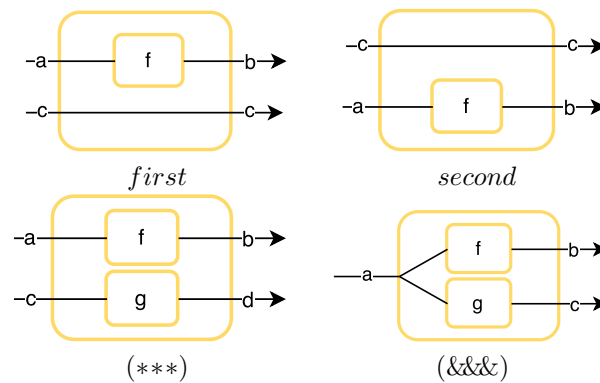 a f b
c c
first
c c
a f b
second
a f b
c g d
(***)
a f b
g c
(&&&)